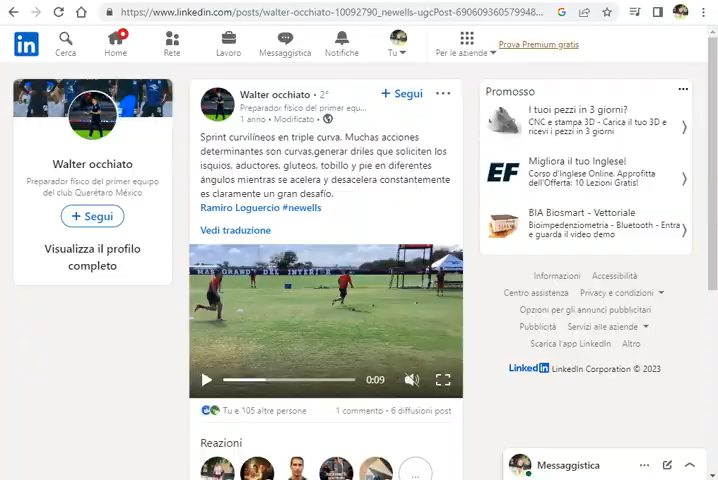 https://www.linkedin.com/posts/walter-occhiato-10092790_newells-ugcPost-690609360579948...
in
Cerca
Home
Rete
Lavoro
Messaggistica
Notifiche
Tu
Per le aziende
Prova Premium gratis
Walter occhiato
Preparador físico del primer equipo
del club Querétaro México
+ Segui
Visualizza il profilo
completo
Walter occhiato • 2°
+ Segui
Preparador físico del primer equ...
1 anno • Modificato •
Sprint curvilíneos en triple curva. Muchas acciones
determinantes son curvas,generar driles que soliciten los
isquios, aductores, gluteos, tobillo y pie en diferentes
ángulos mientras se acelera y desacelera constantemente
es claramente un gran desafío.
Ramiro Loguercio #newells
Vedi traduzione
MAS GRANDE DEL INTERIOR
0:09
Tu e 105 altre persone
1 commento • 6 diffusioni post
Reazioni
Promosso
I tuoi pezzi in 3 giorni?
CNC e stampa 3D - Carica il tuo 3D e
ricevi i pezzi in 3 giorni
EF
Migliora il tuo Inglese!
Corso d'Inglese Online. Approfitta
dell'Offerta: 10 Lezioni Gratis!
BIA Biosmart - Vettoriale
Bioimpedenziometria - Bluetooth - Entra
e guarda il video demo
Informazioni
Accessibilità
Centro assistenza
Privacy e condizioni
Opzioni per gli annunci pubblicitari
Pubblicità
Servizi alle aziende
Scarica l'app LinkedIn
Altro
LinkedIn LinkedIn Corporation © 2023
Messaggistica